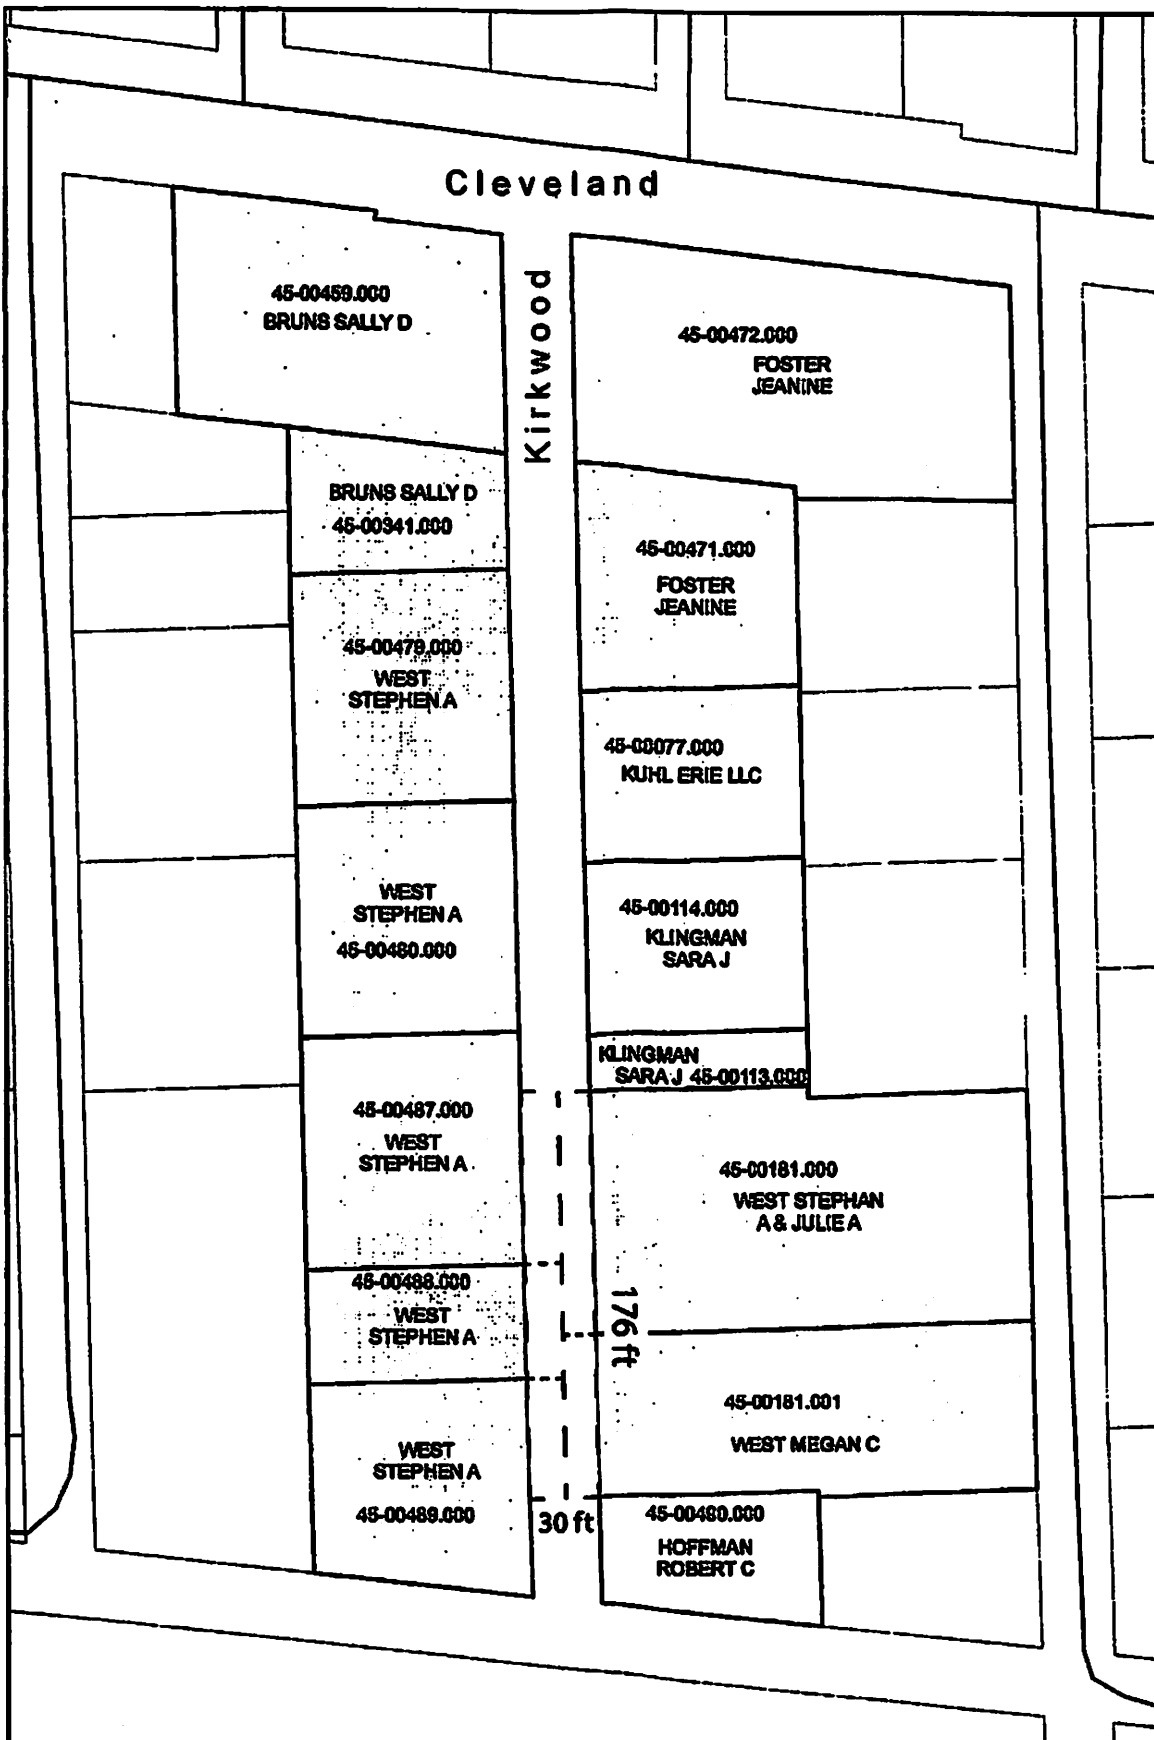 Cleveland
Kirkwood
45-00459.000
BRUNS SALLY D
45-00472.000
FOSTER
JEANINE
BRUNS SALLY D
45-00341.000
45-00471.000
FOSTER
JEANINE
45-00479.000
WEST
STEPHEN A
45-00077.000
KUHL ERIE LLC
WEST
STEPHEN A
45-00480.000
45-00114.000
KLINGMAN
SARA J
KLINGMAN
SARA J 45-00113.000
45-00487.000
WEST
STEPHEN A
45-00181.000
WEST STEPHAN
A & JULIE A
45-00488.000
WEST
STEPHEN A
176 ft
45-00181.001
WEST MEGAN C
WEST
STEPHEN A
45-00489.000
30 ft
45-00490.000
HOFFMAN
ROBERT C